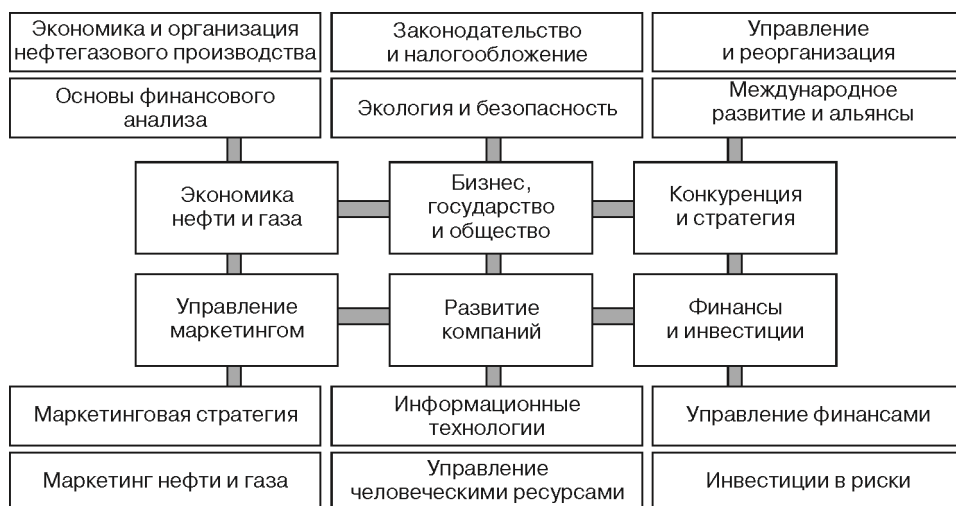 Экономика и организация
нефтегазового производства
Законодательство
и налогообложение
Управление
и реорганизация
Основы финансового
анализа
Экология и безопасность
Международное
развитие и альянсы
Экономика
нефти и газа
Бизнес,
государство
и общество
Конкуренция
и стратегия
Управление
маркетингом
Развитие
компаний
Финансы
и инвестиции
Маркетинговая стратегия
Информационные
технологии
Управление финансами
Маркетинг нефти и газа
Управление
человеческими ресурсами
Инвестиции в риски